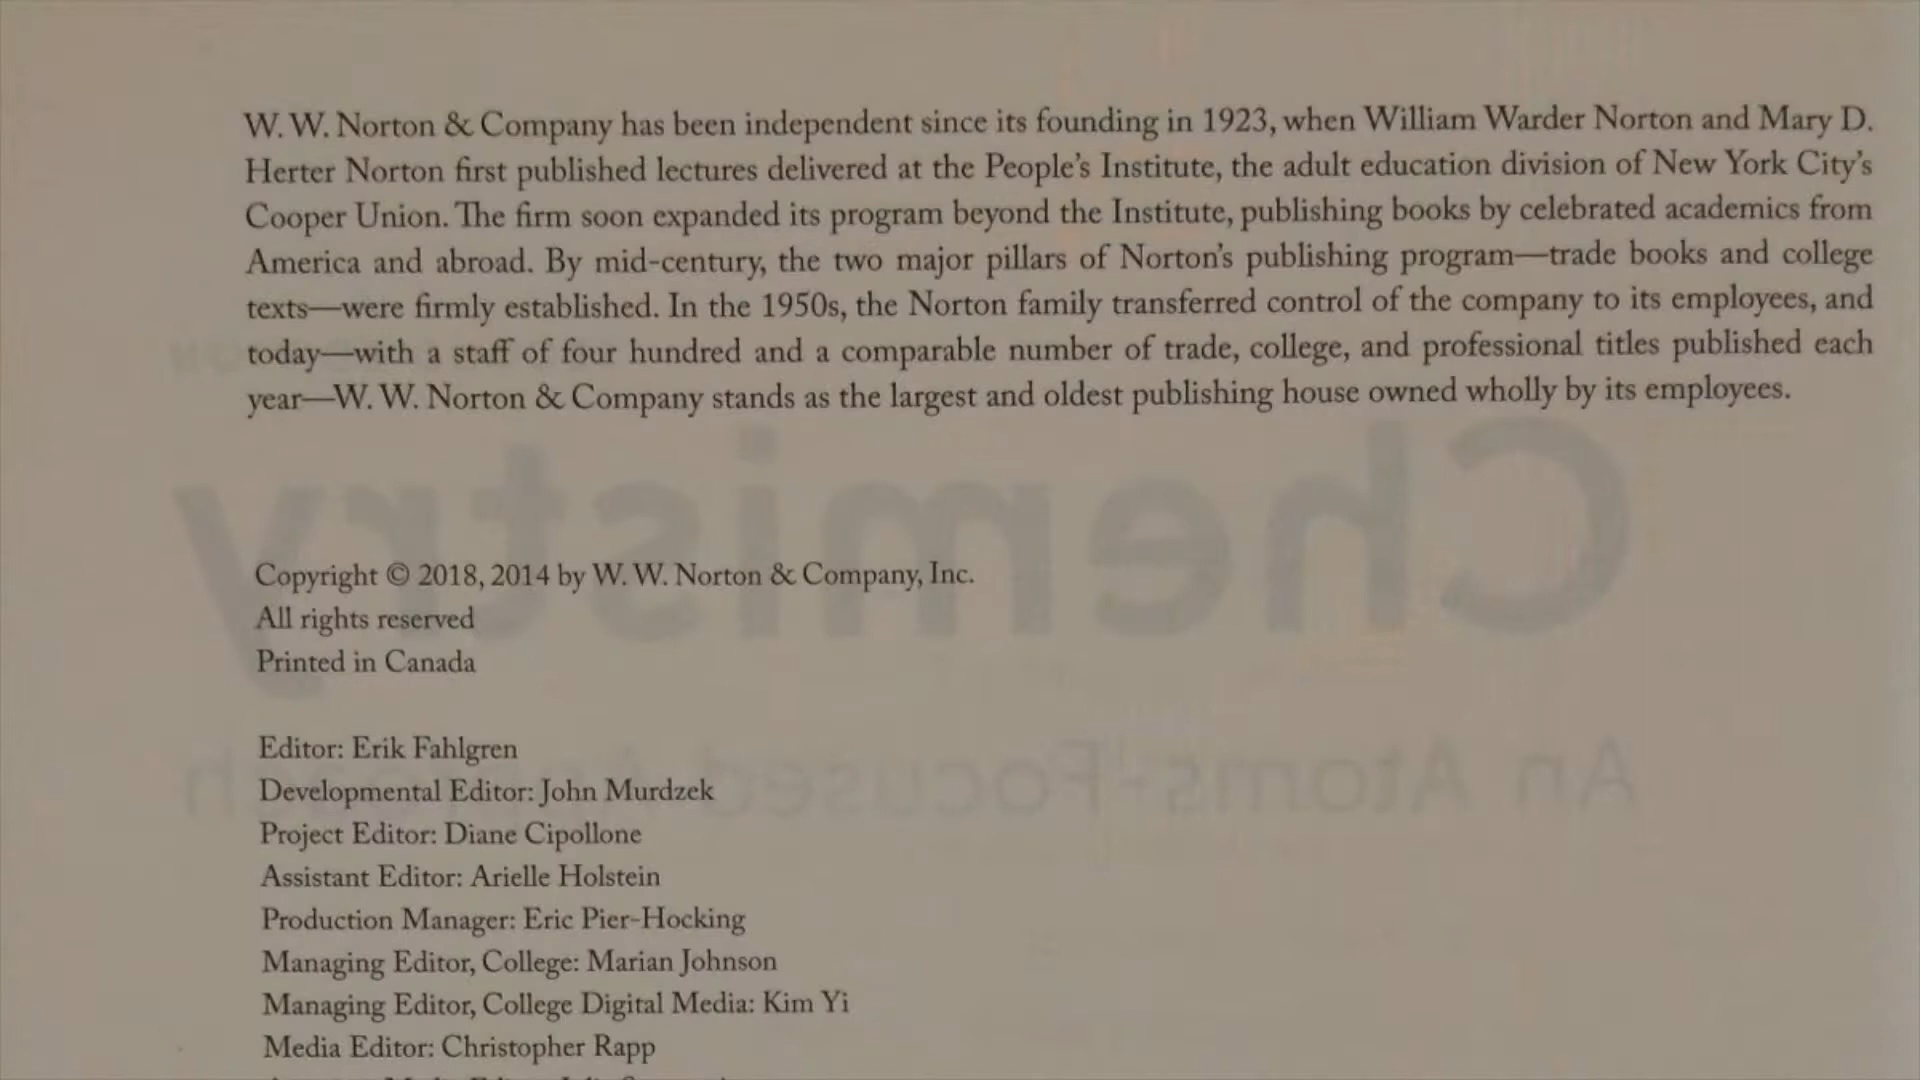 W. W. Norton & Company has been independent since its founding in 1923, when William Warder Norton and Mary D.
Herter Norton first published lectures delivered at the People's Institute, the adult education division of New York City's
Cooper Union. The firm soon expanded its program beyond the Institute, publishing books by celebrated academics from
America and abroad. By mid-century, the two major pillars of Norton's publishing program—trade books and college
texts—were firmly established. In the 1950s, the Norton family transferred control of the company to its employees, and
today—with a staff of four hundred and a comparable number of trade, college, and professional titles published each
year—W. W. Norton & Company stands as the largest and oldest publishing house owned wholly by its employees.
Chemistry
Copyright © 2018, 2014 by W. W. Norton & Company, Inc.
All rights reserved
Printed in Canada
An Atoms-Focused
Editor: Erik Fahlgren
Developmental Editor: John Murdzek
Project Editor: Diane Cipollone
Assistant Editor: Arielle Holstein
Production Manager: Eric Pier-Hocking
Managing Editor, College: Marian Johnson
Managing Editor, College Digital Media: Kim Yi
Media Editor: Christopher Rapp